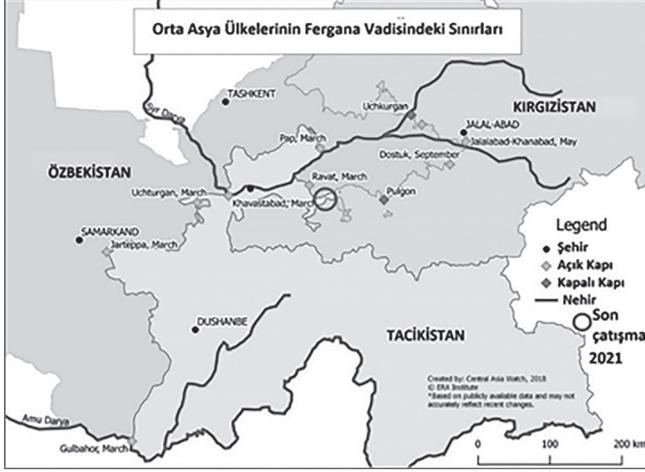 Orta Asya Ülkelerinin Fergana Vadisindeki Sınırları
TASHKENT
Syr Darya
Uchkurgan
KIRGIZİSTAN
JALAL-ABAD
Pap, March
Jalalabad-Khanabad, May
Dostuk, September
ÖZBEKİSTAN
Ravat, March
Uchturgan, March
Pulgon
Khavastabad, March
Legend
SAMARKAND
Şehir
Jarteppa, March
Açık Kapı
Kapalı Kapı
Nehir
Son
çatışma
2021
DUSHANBE
TACİKİSTAN
Created by: Central Asia Watch, 2018
© ERA Institute
*Based on publicly available data and may not
accurately reflect recent changes.
Amu Darya
Gulbahor, March
0 100 200 km